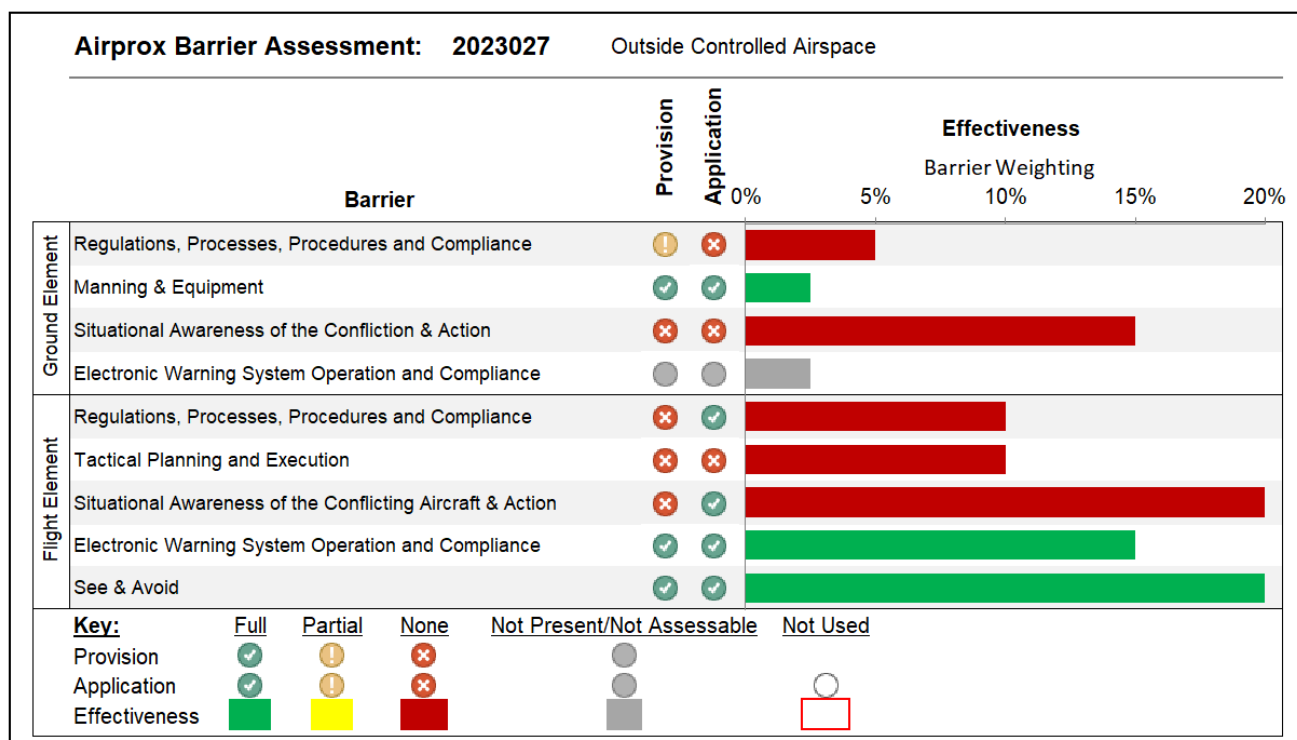 Airprox Barrier Assessment: 2023027 Outside Controlled Airspace
Barrier
Provision
Application
Effectiveness
Barrier Weighting
0% 5% 10% 15% 20%
Ground Element
Regulations, Processes, Procedures and Compliance
Manning & Equipment
Situational Awareness of the Confliction & Action
Electronic Warning System Operation and Compliance
Flight Element
Regulations, Processes, Procedures and Compliance
Tactical Planning and Execution
Situational Awareness of the Conflicting Aircraft & Action
Electronic Warning System Operation and Compliance
See & Avoid
Key: Full Partial None Not Present/Not Assessable Not Used
Provision
Application
Effectiveness